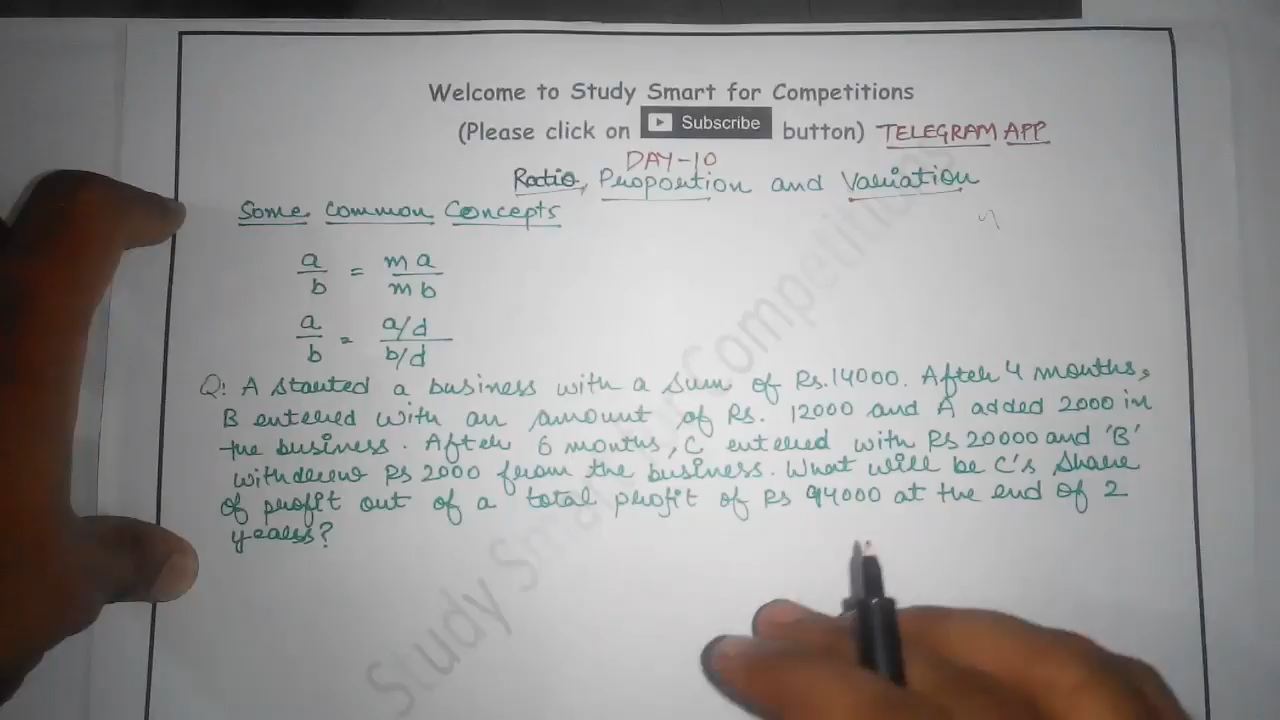 Welcome to Study Smart for Competitions
(Please click on Subscribe button) TELEGRAM APP
DAY-10
Ratio, Proportion and Variation
Some Common Concepts
a/b = ma/mb
a/b = a/d / b/d
Q: A started a business with a sum of Rs.14000. After 4 months,
B entered with an amount of Rs. 12000 and A added 2000 in
the business. After 6 months, C entered with Rs 20000 and 'B'
withdrew Rs 2000 from the business. What will be C's share
of profit out of a total profit of Rs 94000 at the end of 2
years?
Study Smart for Competitions